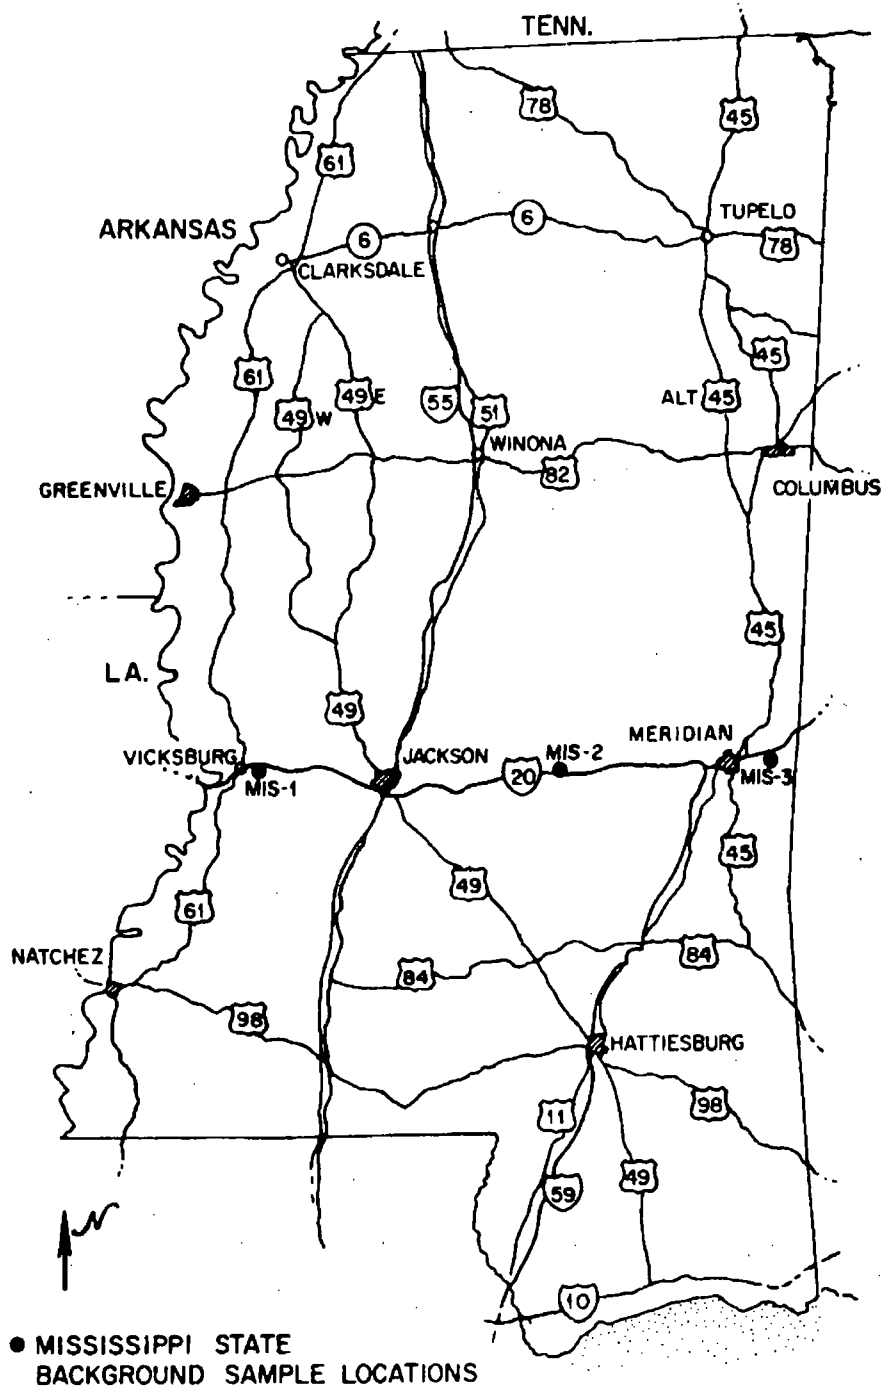 TENN.
78
45
61
ARKANSAS
6
6
TUPELO
78
CLARKSDALE
61
49 W
49 E
55
51
ALT 45
45
WINONA
82
GREENVILLE
COLUMBUS
45
LA.
49
VICKSBURG
JACKSON
MERIDIAN
MIS-1
20
MIS-2
MIS-3
45
49
61
NATCHEZ
84
84
98
HATTIESBURG
11
98
59
49
N
10
MISSISSIPPI STATE
BACKGROUND SAMPLE LOCATIONS